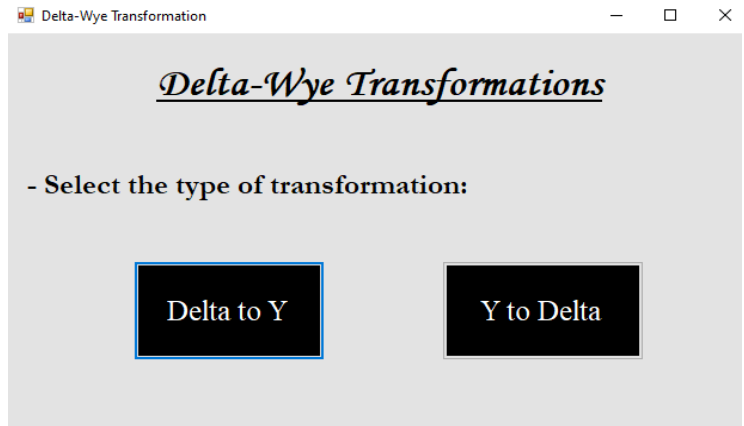 Delta-Wye Transformation
Delta-Wye Transformations
- Select the type of transformation:
Delta to Y
Y to Delta